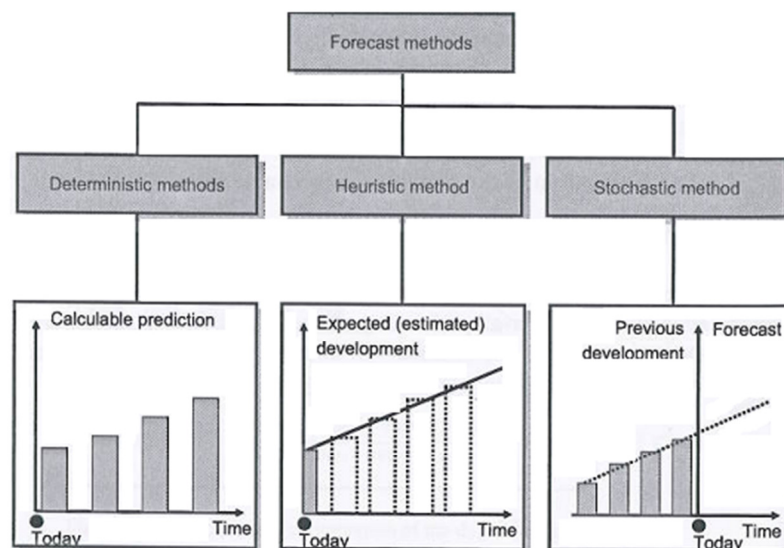 Forecast methods
Deterministic methods
Heuristic method
Stochastic method
Calculable prediction
Time
Today
Expected (estimated)
development
Time
Today
Previous
development
Forecast
Time
Today